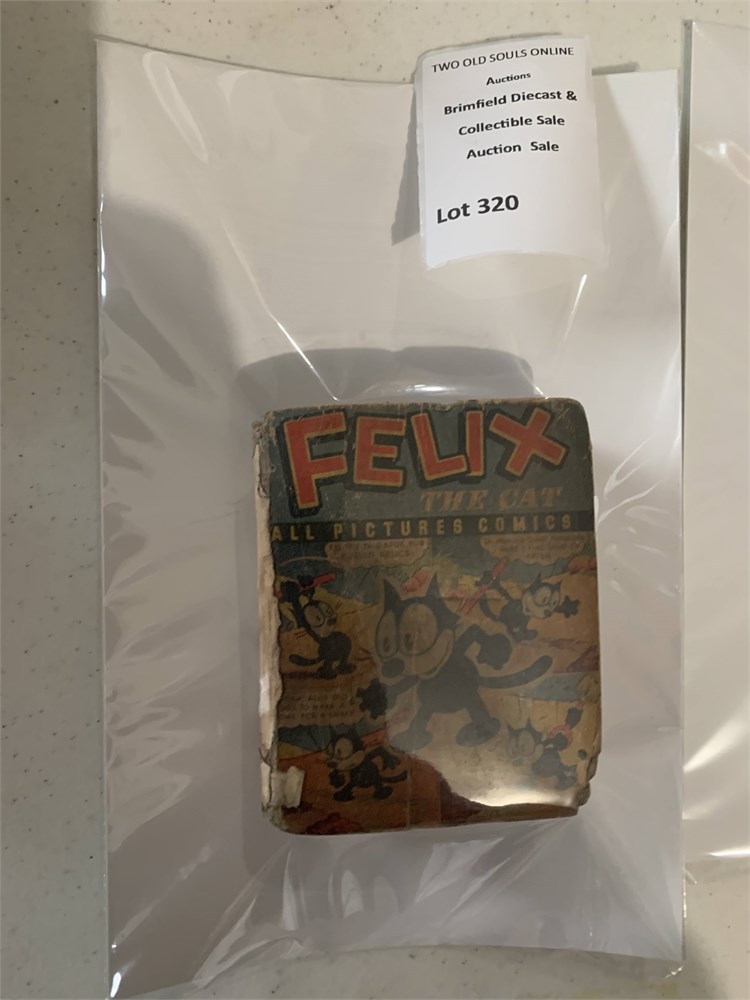 TWO OLD SOULS ONLINE
Auctions
Brimfield Diecast &
Collectible Sale
Auction Sale
Lot 320
FELIX
THE CAT
ALL PICTURES COMICS